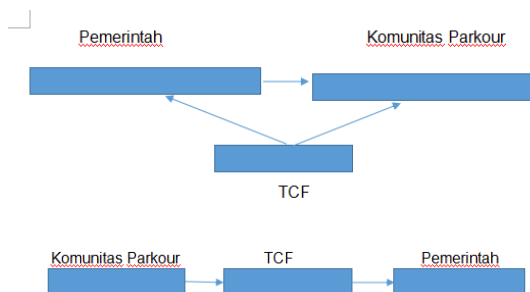 Pemerintah
Komunitas Parkour
TCF
Komunitas Parkour
TCF
Pemerintah